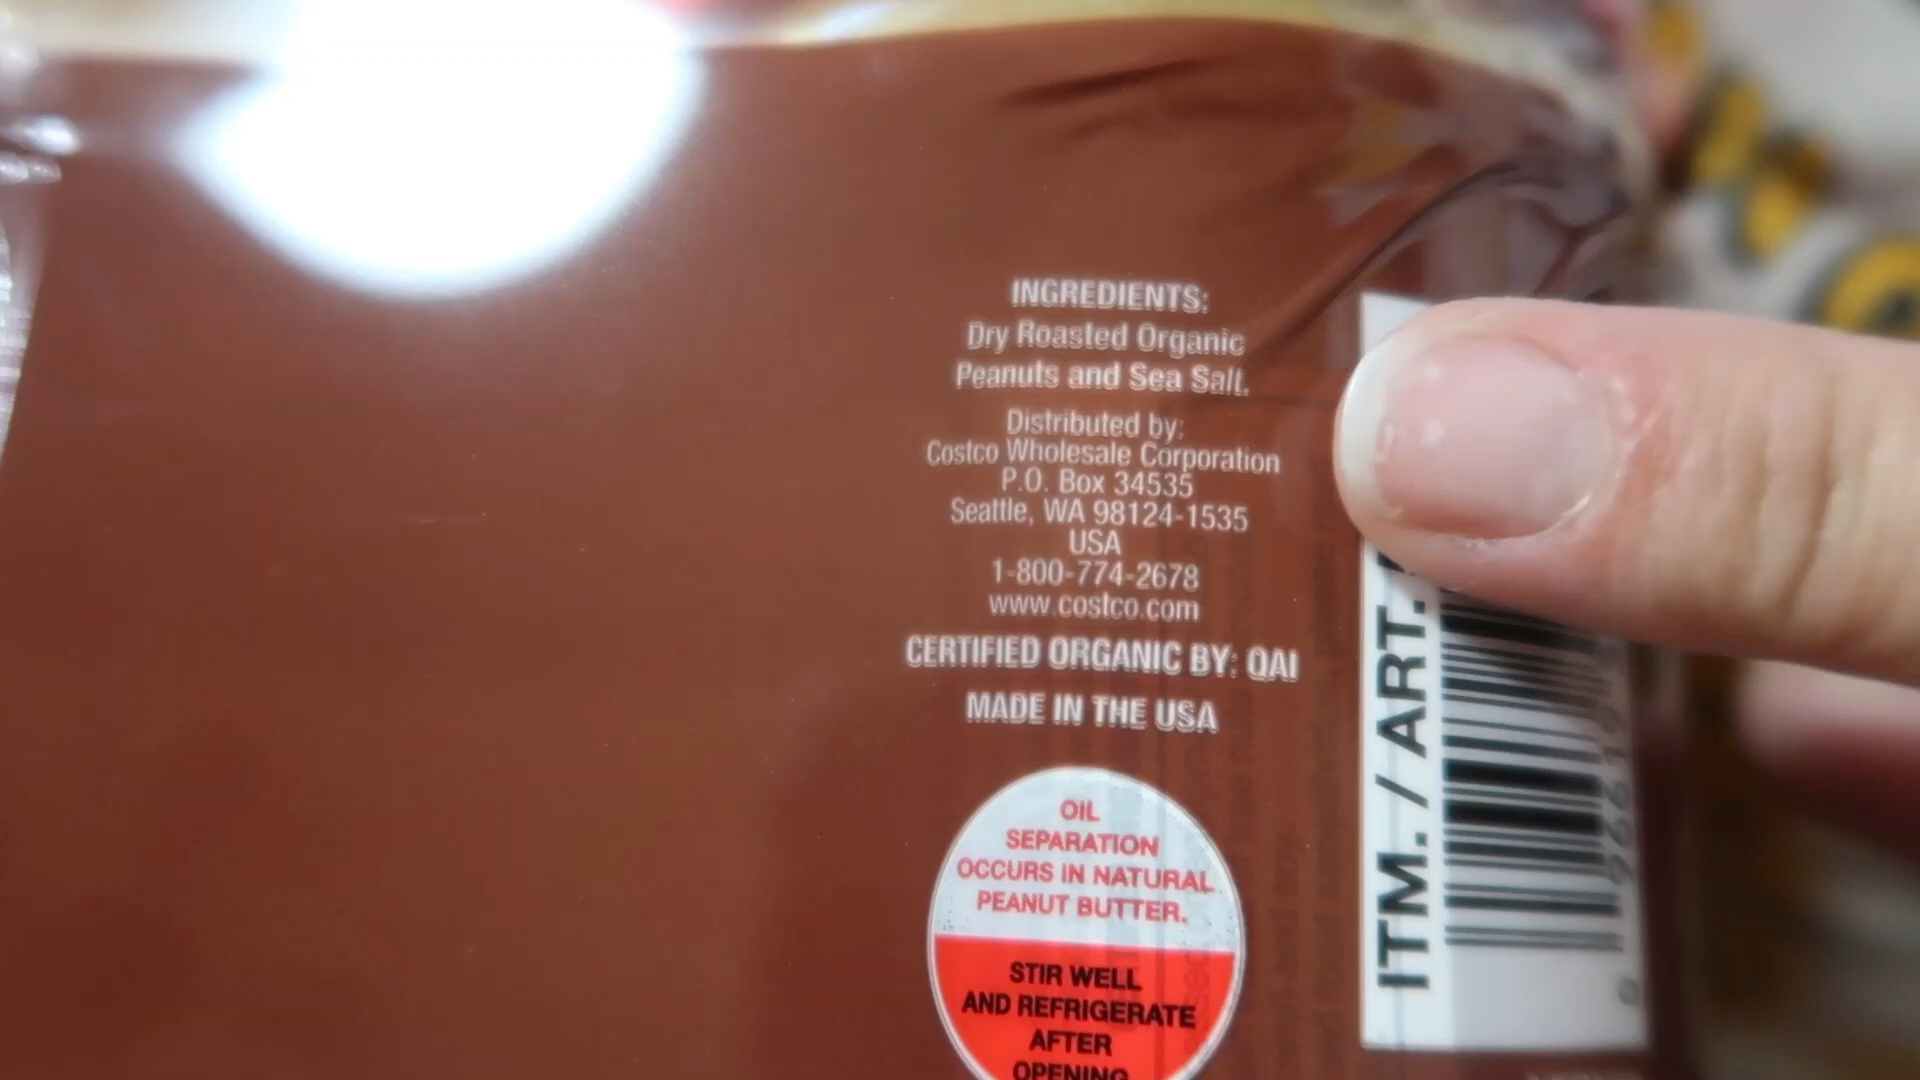 INGREDIENTS:
Dry Roasted Organic
Peanuts and Sea Salt.
Distributed by:
Costco Wholesale Corporation
P.O. Box 34535
Seattle, WA 98124-1535
USA
1-800-774-2678
www.costco.com
CERTIFIED ORGANIC BY: QAI
MADE IN THE USA
OIL
SEPARATION
OCCURS IN NATURAL
PEANUT BUTTER.
STIR WELL
AND REFRIGERATE
AFTER
OPENING
ITM. / ART.